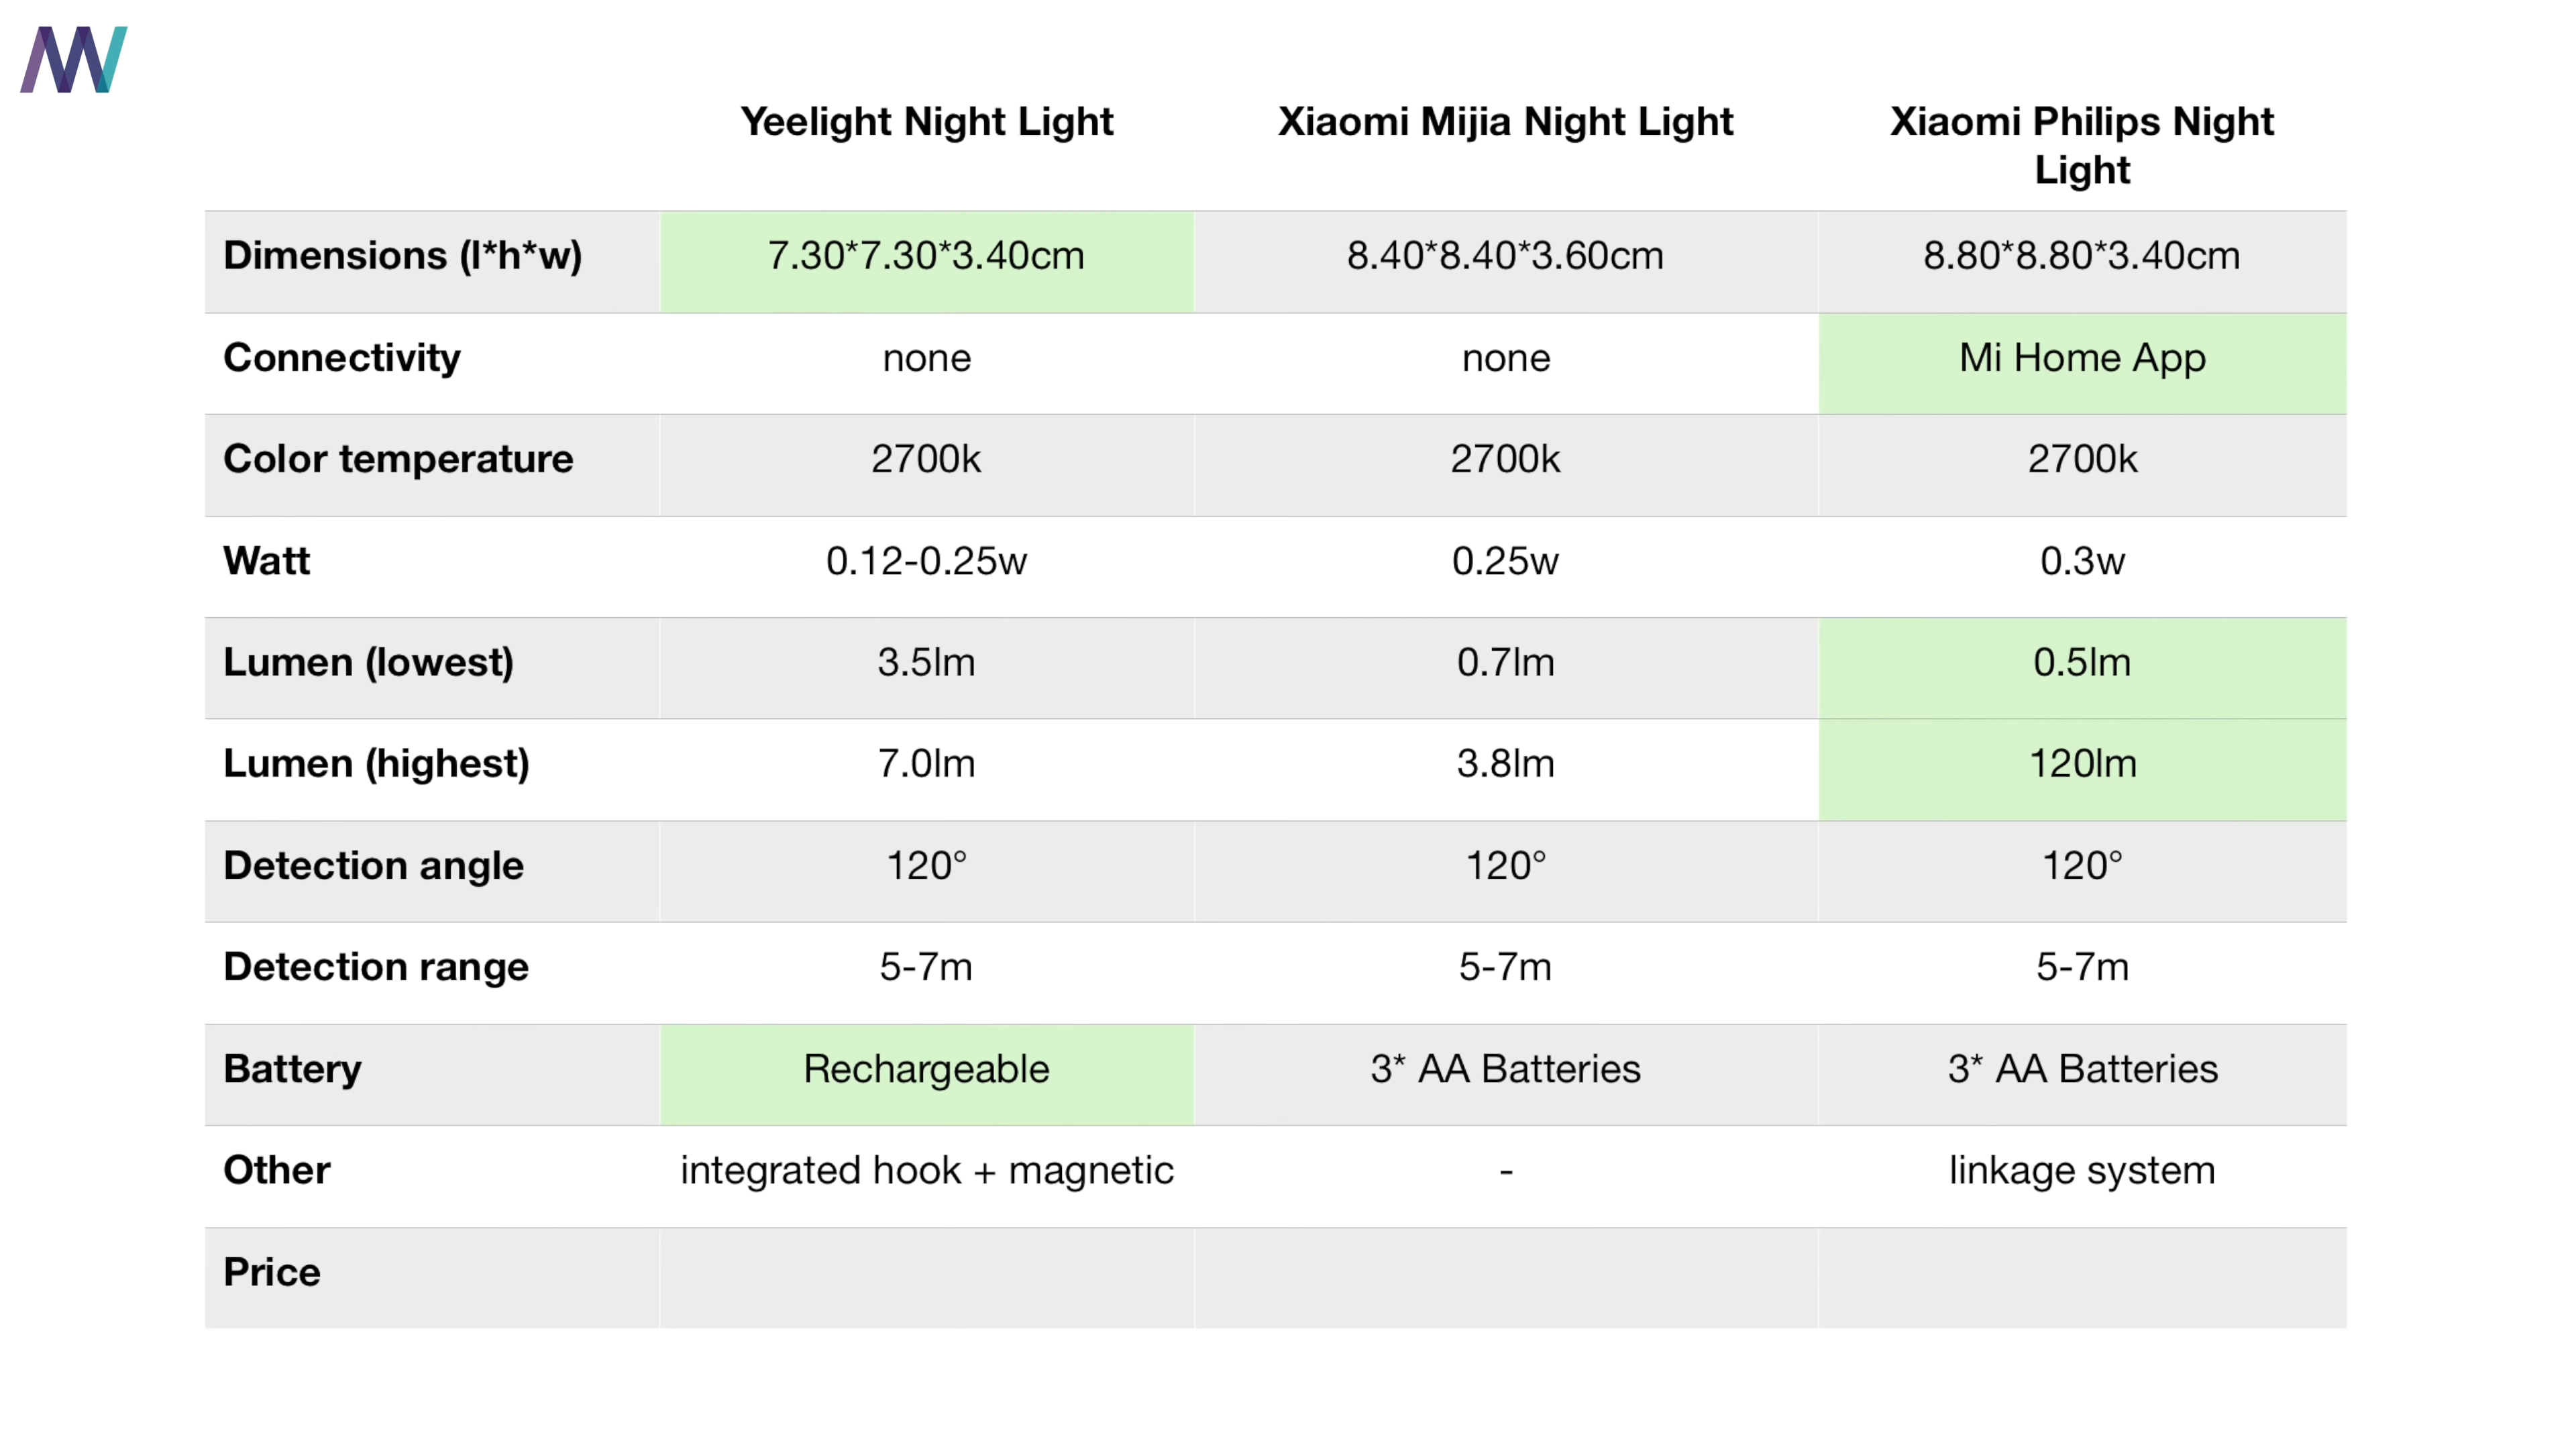 Yeelight Night Light Xiaomi Mijia Night Light Xiaomi Philips Night
Light
Dimensions (l*h*w) 7.30*7.30*3.40cm 8.40*8.40*3.60cm 8.80*8.80*3.40cm
Connectivity none none Mi Home App
Color temperature 2700k 2700k 2700k
Watt 0.12-0.25w 0.25w 0.3w
Lumen (lowest) 3.5lm 0.7lm 0.5lm
Lumen (highest) 7.0lm 3.8lm 120lm
Detection angle 120° 120° 120°
Detection range 5-7m 5-7m 5-7m
Battery Rechargeable 3* AA Batteries 3* AA Batteries
Other integrated hook + magnetic - linkage system
Price